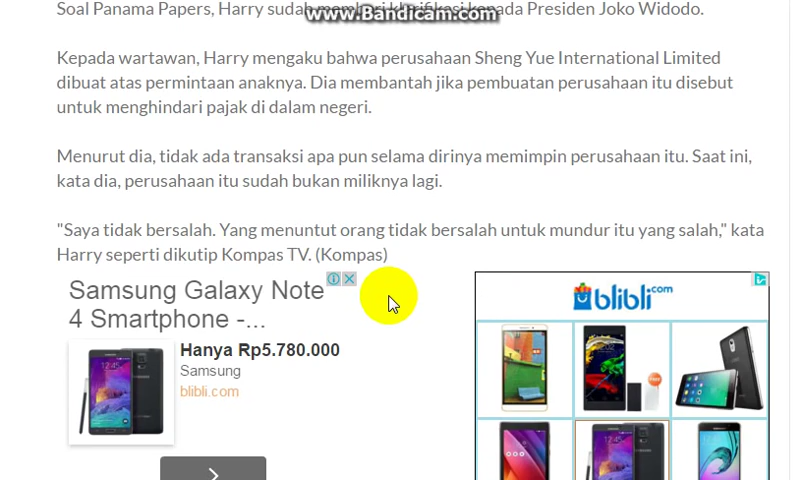 Soal Panama Papers, Harry sudah memberi klarifikasi kepada Presiden Joko Widodo.
www.Bandicam.com
Kepada wartawan, Harry mengaku bahwa perusahaan Sheng Yue International Limited
dibuat atas permintaan anaknya. Dia membantah jika pembuatan perusahaan itu disebut
untuk menghindari pajak di dalam negeri.
Menurut dia, tidak ada transaksi apa pun selama dirinya memimpin perusahaan itu. Saat ini,
kata dia, perusahaan itu sudah bukan miliknya lagi.
"Saya tidak bersalah. Yang menuntut orang tidak bersalah untuk mundur itu yang salah," kata
Harry seperti dikutip Kompas TV. (Kompas)
Samsung Galaxy Note
4 Smartphone -...
Hanya Rp5.780.000
Samsung
blibli.com
blibli.com